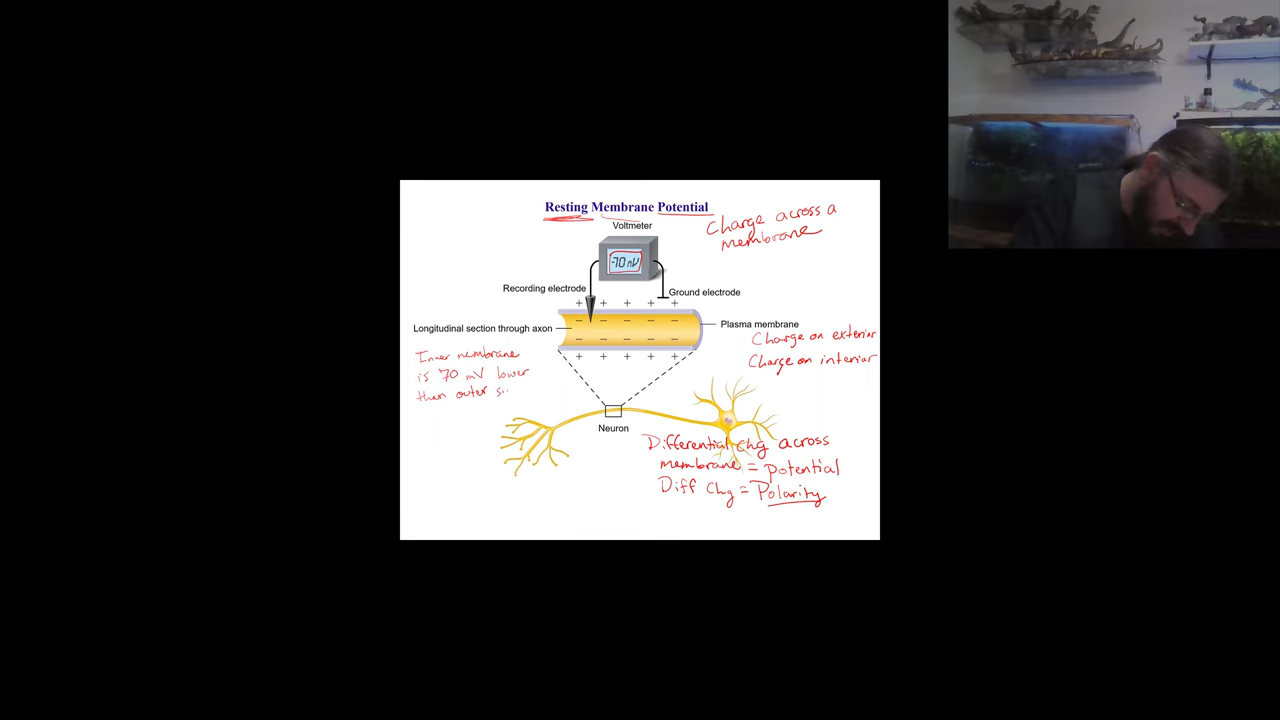 Resting Membrane Potential
Charge across a
membrane
Voltmeter
-70 mV
Recording electrode
Ground electrode
+ + + + +
− − − − −
Longitudinal section through axon
Plasma membrane
− − − − −
+ + + + +
Charge on exterior
Charge on interior
Inner membrane
is 70 mV lower
than outer s
Neuron
Differential chg across
membrane = potential
Diff Chg = Polarity